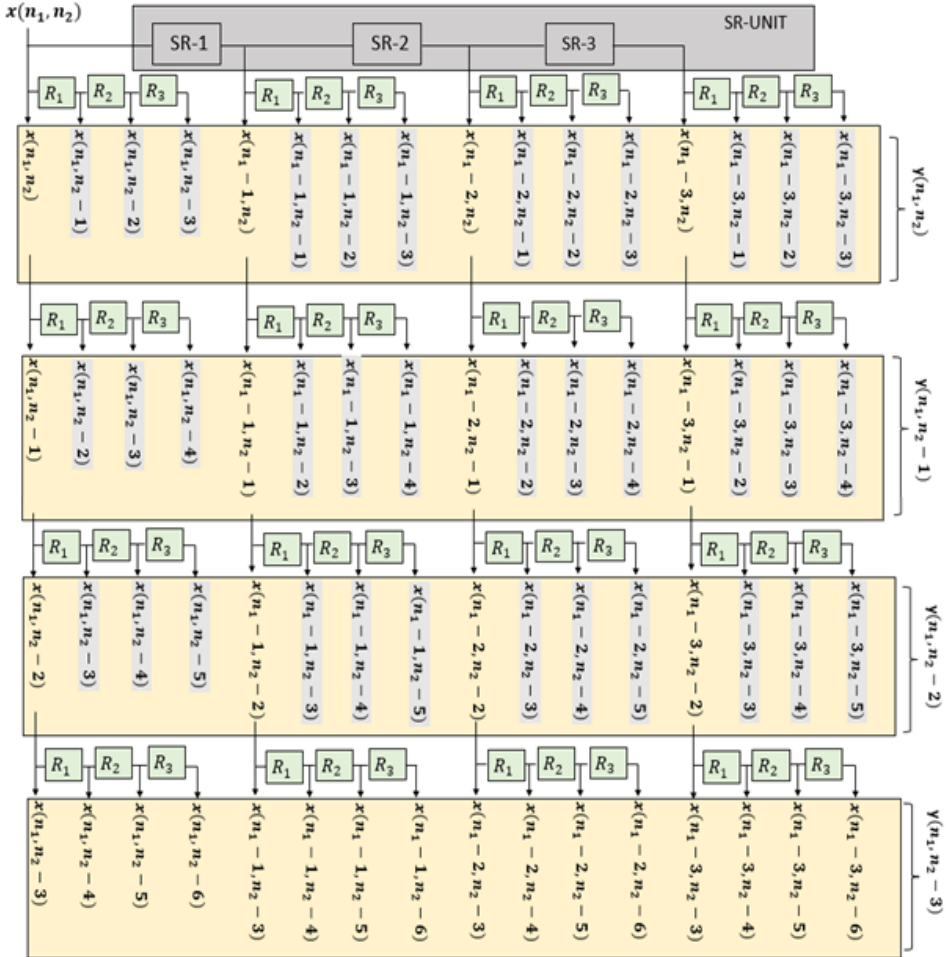 x(n₁, n₂)
SR-UNIT
SR-1
SR-2
SR-3
R₁ R₂ R₃ R₁ R₂ R₃ R₁ R₂ R₃ R₁ R₂ R₃
x(n₁, n₂)
x(n₁, n₂ − 1)
x(n₁, n₂ − 2)
x(n₁, n₂ − 3)
x(n₁ − 1, n₂)
x(n₁ − 1, n₂ − 1)
x(n₁ − 1, n₂ − 2)
x(n₁ − 1, n₂ − 3)
x(n₁ − 2, n₂)
x(n₁ − 2, n₂ − 1)
x(n₁ − 2, n₂ − 2)
x(n₁ − 2, n₂ − 3)
x(n₁ − 3, n₂)
x(n₁ − 3, n₂ − 1)
x(n₁ − 3, n₂ − 2)
x(n₁ − 3, n₂ − 3)
y(n₁, n₂)
R₁ R₂ R₃ R₁ R₂ R₃ R₁ R₂ R₃ R₁ R₂ R₃
x(n₁, n₂ − 1)
x(n₁, n₂ − 2)
x(n₁, n₂ − 3)
x(n₁, n₂ − 4)
x(n₁ − 1, n₂ − 1)
x(n₁ − 1, n₂ − 2)
x(n₁ − 1, n₂ − 3)
x(n₁ − 1, n₂ − 4)
x(n₁ − 2, n₂ − 1)
x(n₁ − 2, n₂ − 2)
x(n₁ − 2, n₂ − 3)
x(n₁ − 2, n₂ − 4)
x(n₁ − 3, n₂ − 1)
x(n₁ − 3, n₂ − 2)
x(n₁ − 3, n₂ − 3)
x(n₁ − 3, n₂ − 4)
y(n₁, n₂ − 1)
R₁ R₂ R₃ R₁ R₂ R₃ R₁ R₂ R₃ R₁ R₂ R₃
x(n₁, n₂ − 2)
x(n₁, n₂ − 3)
x(n₁, n₂ − 4)
x(n₁, n₂ − 5)
x(n₁ − 1, n₂ − 2)
x(n₁ − 1, n₂ − 3)
x(n₁ − 1, n₂ − 4)
x(n₁ − 1, n₂ − 5)
x(n₁ − 2, n₂ − 2)
x(n₁ − 2, n₂ − 3)
x(n₁ − 2, n₂ − 4)
x(n₁ − 2, n₂ − 5)
x(n₁ − 3, n₂ − 2)
x(n₁ − 3, n₂ − 3)
x(n₁ − 3, n₂ − 4)
x(n₁ − 3, n₂ − 5)
y(n₁, n₂ − 2)
R₁ R₂ R₃ R₁ R₂ R₃ R₁ R₂ R₃ R₁ R₂ R₃
x(n₁, n₂ − 3)
x(n₁, n₂ − 4)
x(n₁, n₂ − 5)
x(n₁, n₂ − 6)
x(n₁ − 1, n₂ − 3)
x(n₁ − 1, n₂ − 4)
x(n₁ − 1, n₂ − 5)
x(n₁ − 1, n₂ − 6)
x(n₁ − 2, n₂ − 3)
x(n₁ − 2, n₂ − 4)
x(n₁ − 2, n₂ − 5)
x(n₁ − 2, n₂ − 6)
x(n₁ − 3, n₂ − 3)
x(n₁ − 3, n₂ − 4)
x(n₁ − 3, n₂ − 5)
x(n₁ − 3, n₂ − 6)
y(n₁, n₂ − 3)